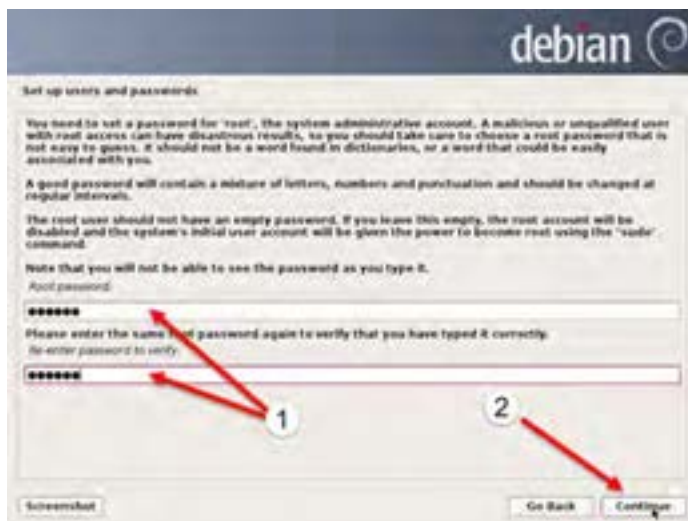 debian
Set up users and passwords
You need to set a password for 'root', the system administrative account. A malicious or unqualified user
with root access can have disastrous results, so you should take care to choose a root password that is
not easy to guess. It should not be a word found in dictionaries, or a word that could be easily
associated with you.
A good password will contain a mixture of letters, numbers and punctuation and should be changed at
regular intervals.
The root user should not have an empty password. If you leave this empty, the root account will be
disabled and the system's initial user account will be given the power to become root using the "sudo"
command.
Note that you will not be able to see the password as you type it.
Root password:
●●●●●●
Please enter the same root password again to verify that you have typed it correctly.
Re-enter password to verify:
●●●●●●
1
2
Screenshot Go Back Continue